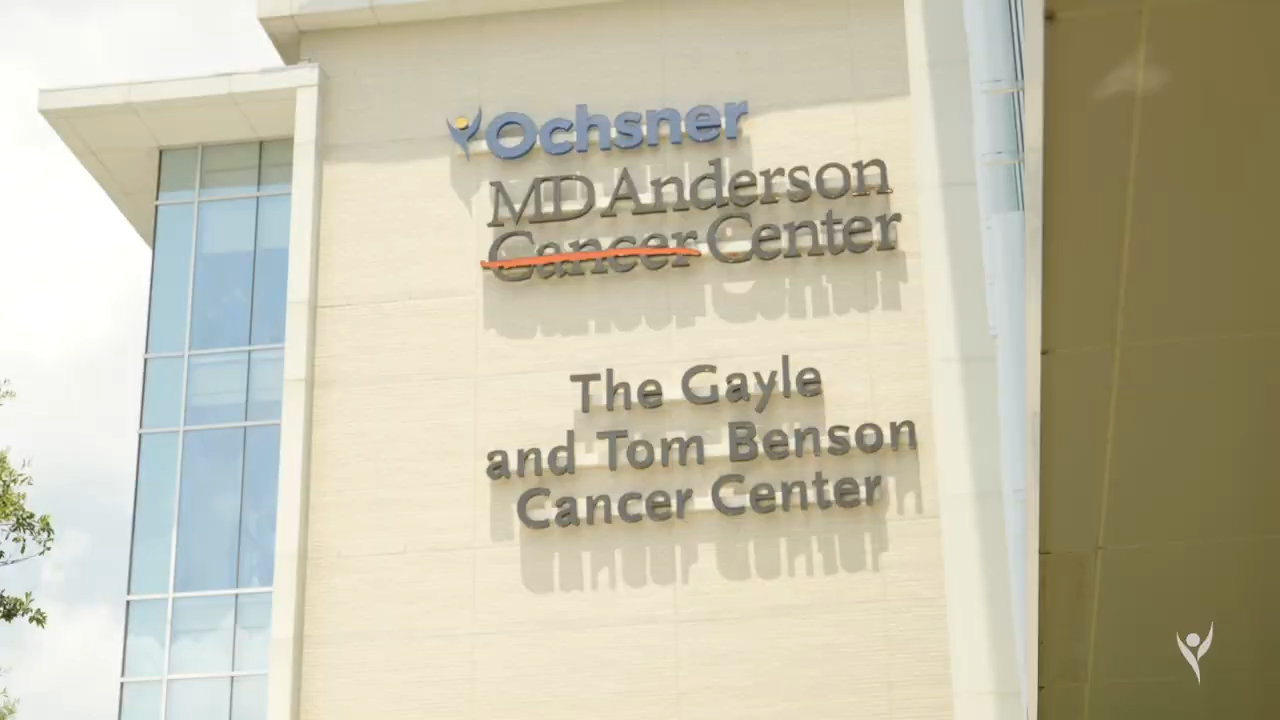 Ochsner
MD Anderson
Cancer Center
The Gayle
and Tom Benson
Cancer Center